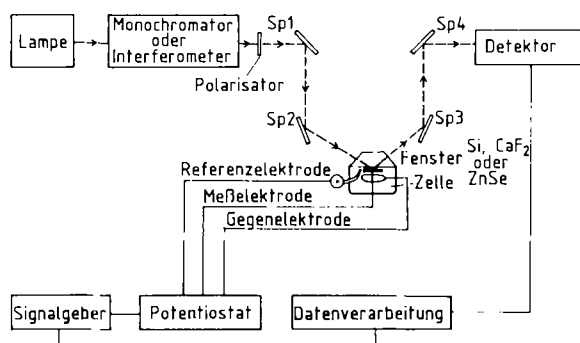 Lampe
Monochromator
oder
Interferometer
Polarisator
Sp1
Sp4
Detektor
Sp2
Sp3
Fenster
Si, CaF₂
oder
ZnSe
Zelle
Referenzelektrode
Meßelektrode
Gegenelektrode
Signalgeber
Potentiostat
Datenverarbeitung